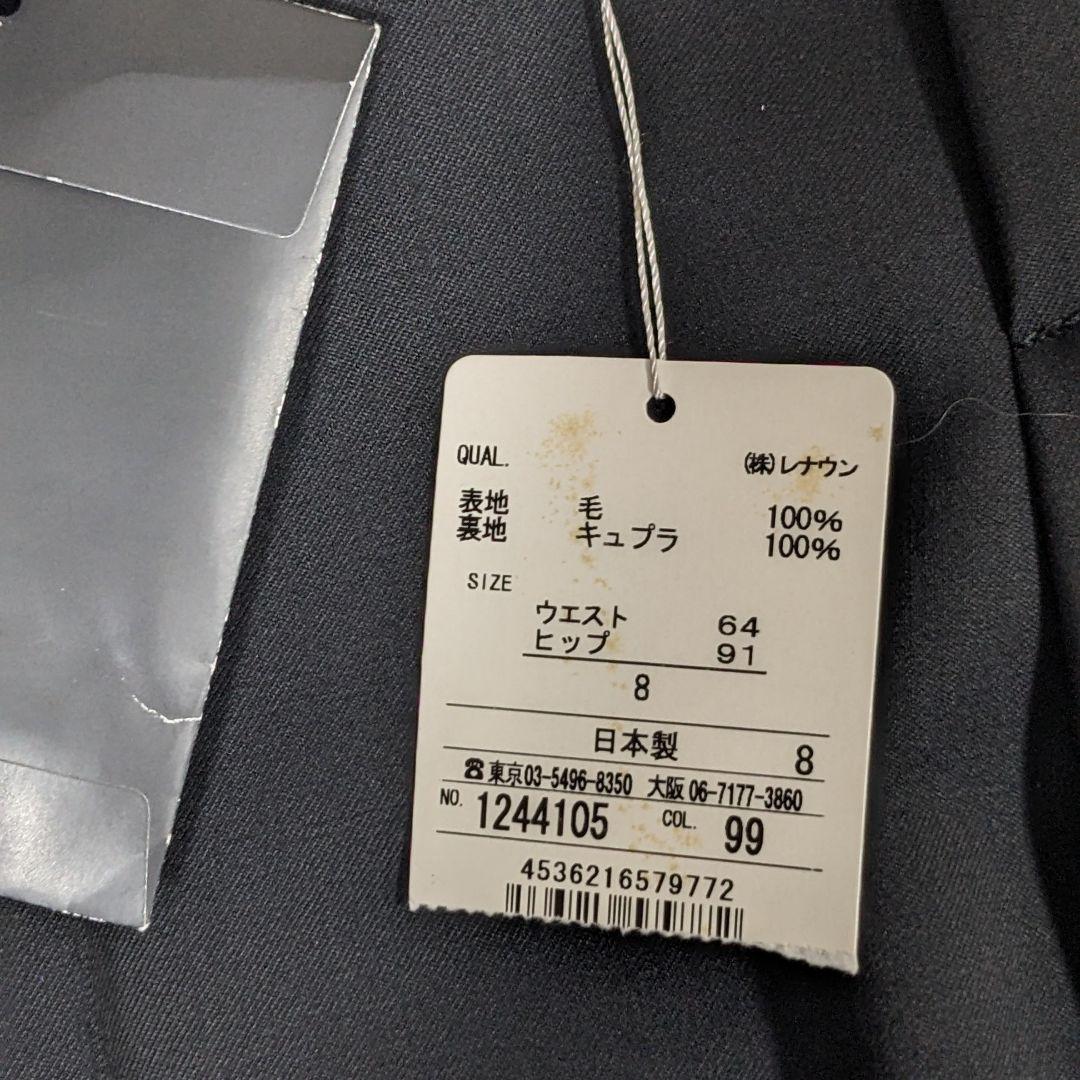 QUAL. (株)レナウン
表地 毛 100%
裏地 キュプラ 100%
SIZE
ウエスト 64
ヒップ 91
8
日本製 8
☎東京03-5496-8350 大阪06-7177-3860
NO. 1244105 COL. 99
4536216579772